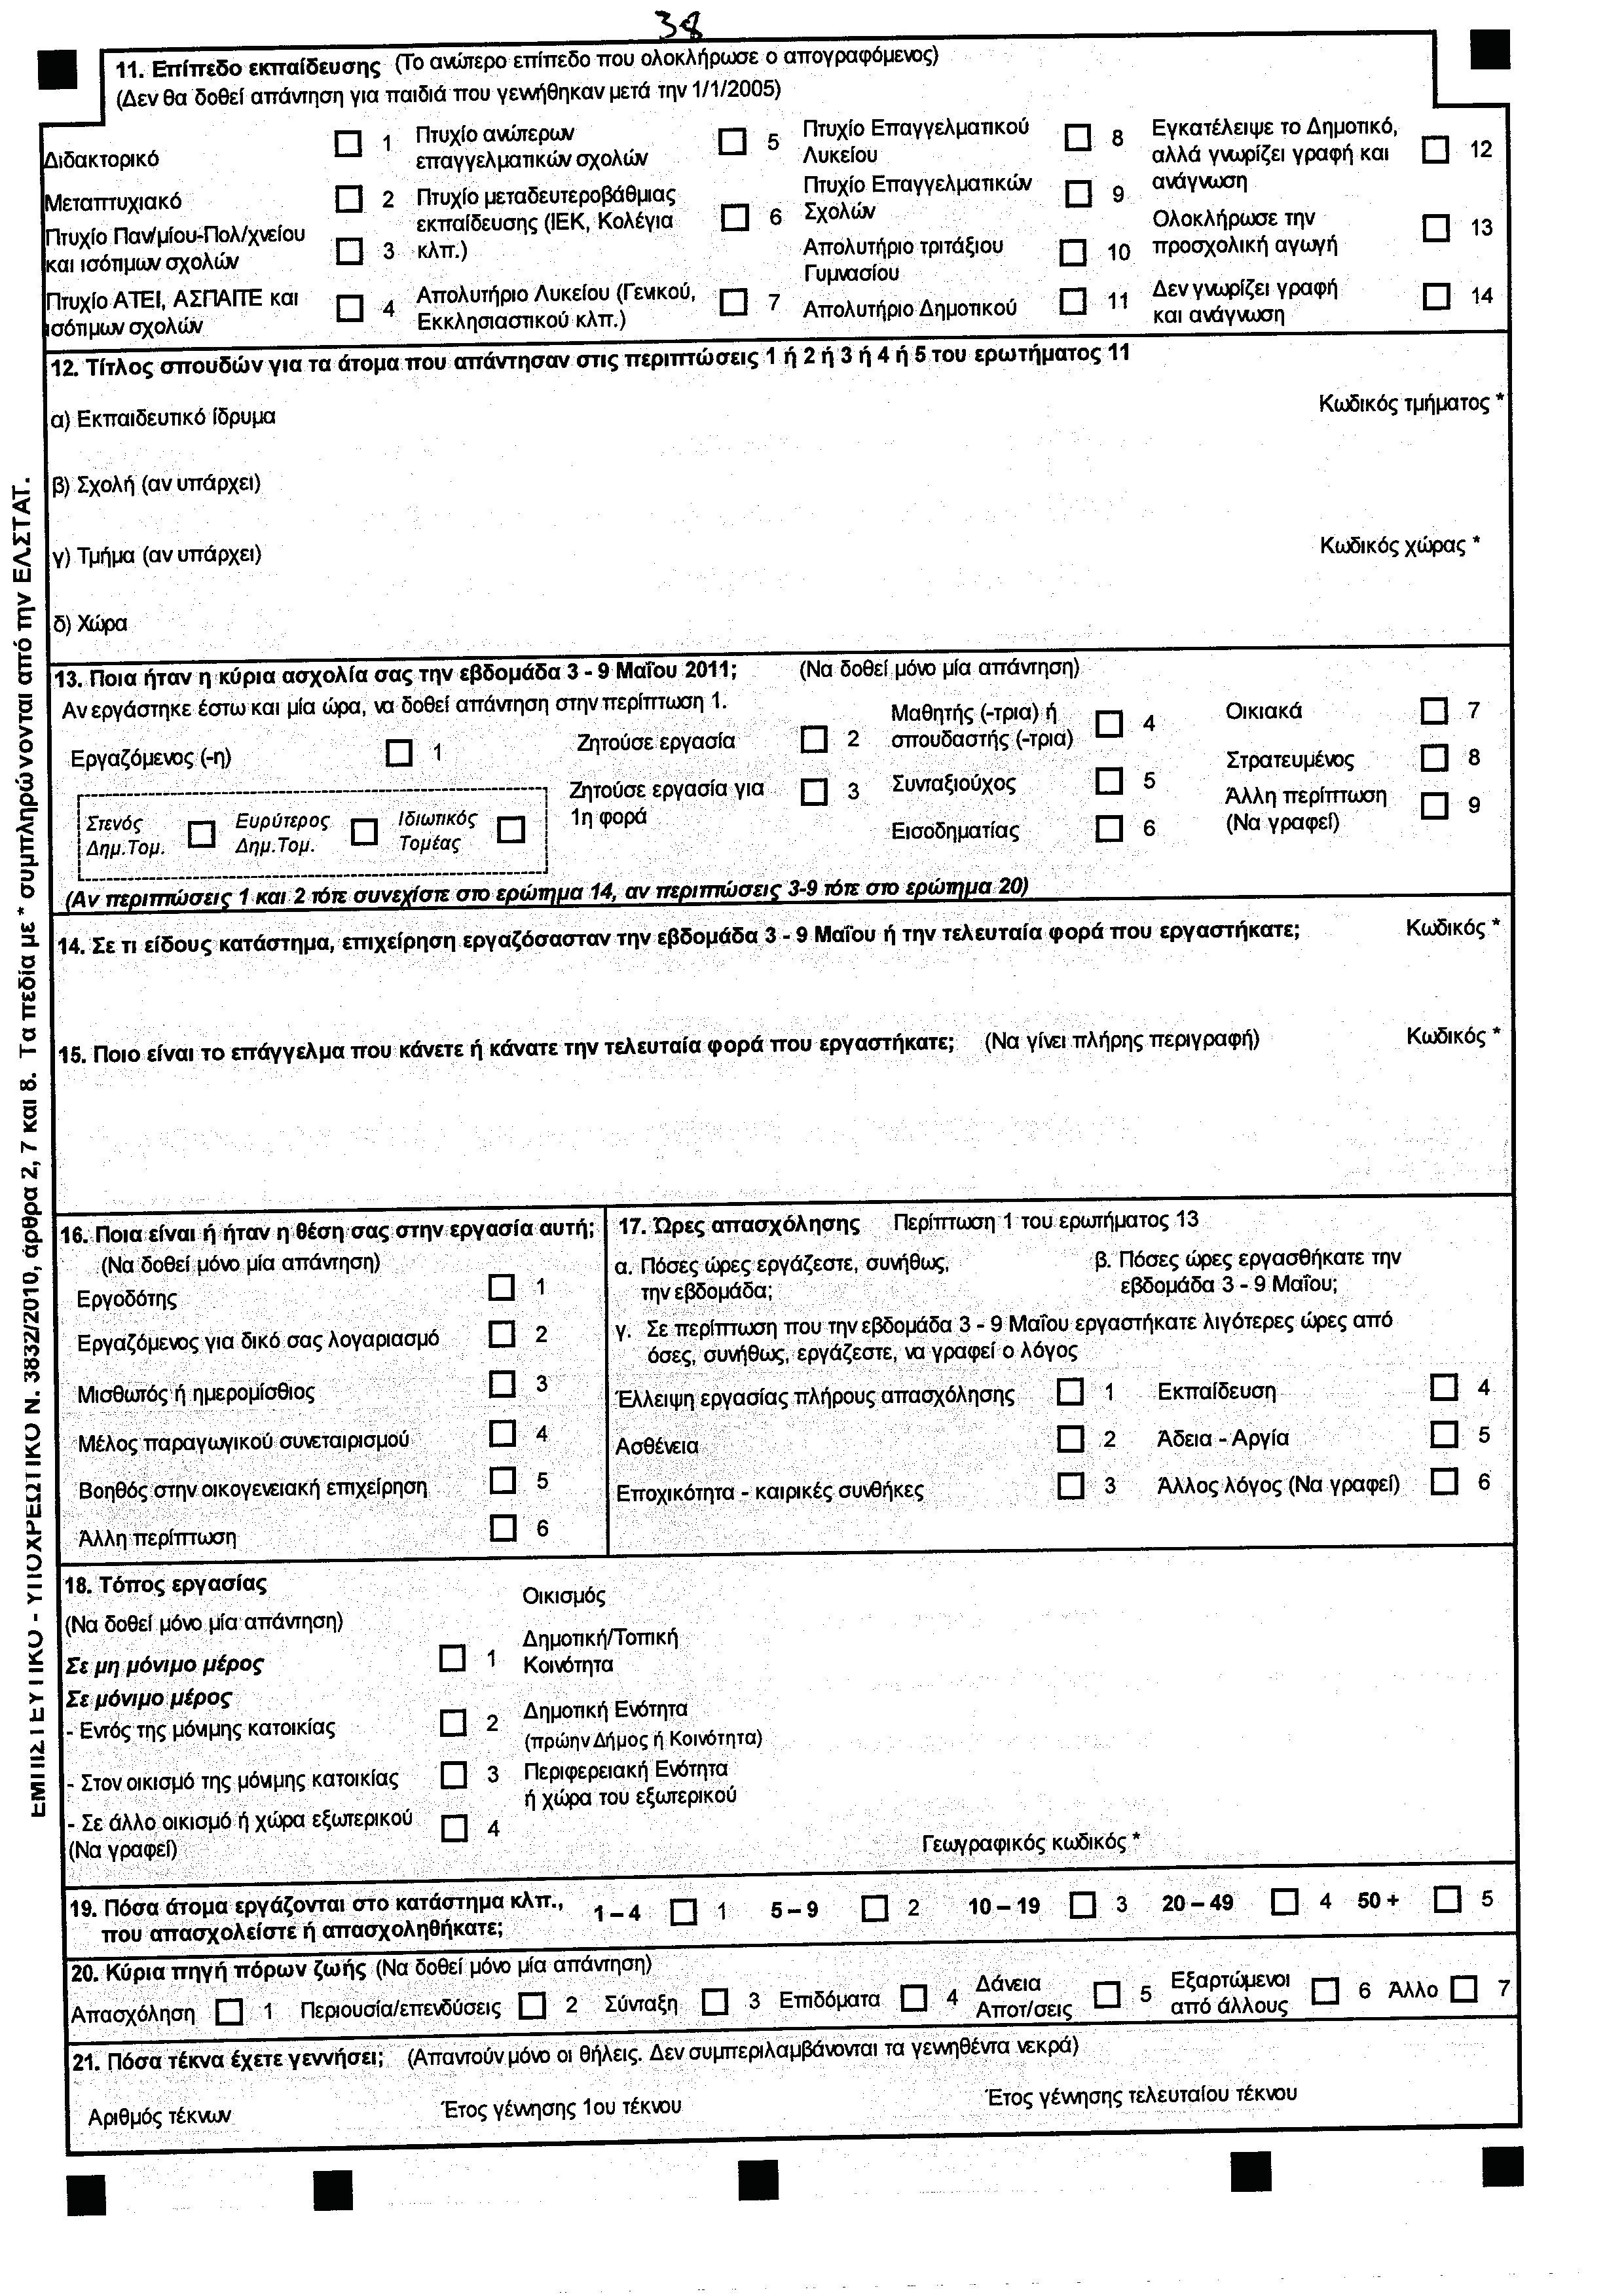 38
11. Επίπεδο εκπαίδευσης (Το ανώτερο επίπεδο που ολοκλήρωσε ο απογραφόμενος)
(Δεν θα δοθεί απάντηση για παιδιά που γεννήθηκαν μετά την 1/1/2005)
Διδακτορικό 1
Μεταπτυχιακό 2
Πτυχίο Παν/μίου-Πολ/χνείου
και ισότιμων σχολών 3
Πτυχίο ΑΤΕΙ, ΑΣΠΑΙΤΕ και
ισότιμων σχολών 4
Πτυχίο ανώτερων
επαγγελματικών σχολών 5
Πτυχίο μεταδευτεροβάθμιας
εκπαίδευσης (ΙΕΚ, Κολέγια 6
κλπ.)
Απολυτήριο Λυκείου (Γενικού, 7
Εκκλησιαστικού κλπ.)
Πτυχίο Επαγγελματικού 8
Λυκείου
Πτυχίο Επαγγελματικών 9
Σχολών
Απολυτήριο τριτάξιου 10
Γυμνασίου
Απολυτήριο Δημοτικού 11
Εγκατέλειψε το Δημοτικό,
αλλά γνωρίζει γραφή και 12
ανάγνωση
Ολοκλήρωσε την 13
προσχολική αγωγή
Δεν γνωρίζει γραφή 14
και ανάγνωση
12. Τίτλος σπουδών για τα άτομα που απάντησαν στις περιπτώσεις 1 ή 2 ή 3 ή 4 ή 5 του ερωτήματος 11
α) Εκπαιδευτικό ίδρυμα
Κωδικός τμήματος *
β) Σχολή (αν υπάρχει)
γ) Τμήμα (αν υπάρχει)
Κωδικός χώρας *
δ) Χώρα
13. Ποια ήταν η κύρια ασχολία σας την εβδομάδα 3 - 9 Μαΐου 2011; (Να δοθεί μόνο μία απάντηση)
Αν εργάστηκε έστω και μία ώρα, να δοθεί απάντηση στην περίπτωση 1.
Εργαζόμενος (-η) 1
Στενός
Δημ.Τομ.
Ευρύτερος
Δημ.Τομ.
Ιδιωτικός
Τομέας
Ζητούσε εργασία 2
Ζητούσε εργασία για 3
1η φορά
Μαθητής (-τρια) ή 4
σπουδαστής (-τρια)
Συνταξιούχος 5
Εισοδηματίας 6
Οικιακά 7
Στρατευμένος 8
Άλλη περίπτωση 9
(Να γραφεί)
(Αν περιπτώσεις 1 και 2 τότε συνεχίστε στο ερώτημα 14, αν περιπτώσεις 3-9 τότε στο ερώτημα 20)
14. Σε τι είδους κατάστημα, επιχείρηση εργαζόσασταν την εβδομάδα 3 - 9 Μαΐου ή την τελευταία φορά που εργαστήκατε; Κωδικός *
15. Ποιο είναι το επάγγελμα που κάνετε ή κάνατε την τελευταία φορά που εργαστήκατε; (Να γίνει πλήρης περιγραφή) Κωδικός *
16. Ποια είναι ή ήταν η θέση σας στην εργασία αυτή;
(Να δοθεί μόνο μία απάντηση)
Εργοδότης 1
Εργαζόμενος για δικό σας λογαριασμό 2
Μισθωτός ή ημερομίσθιος 3
Μέλος παραγωγικού συνεταιρισμού 4
Βοηθός στην οικογενειακή επιχείρηση 5
Άλλη περίπτωση 6
17. Ώρες απασχόλησης Περίπτωση 1 του ερωτήματος 13
α. Πόσες ώρες εργάζεστε, συνήθως,
την εβδομάδα;
β. Πόσες ώρες εργασθήκατε την
εβδομάδα 3 - 9 Μαΐου;
γ. Σε περίπτωση που την εβδομάδα 3 - 9 Μαΐου εργαστήκατε λιγότερες ώρες από
όσες, συνήθως, εργάζεστε, να γραφεί ο λόγος
Έλλειψη εργασίας πλήρους απασχόλησης 1 Εκπαίδευση 4
Ασθένεια 2 Άδεια - Αργία 5
Εποχικότητα - καιρικές συνθήκες 3 Άλλος λόγος (Να γραφεί) 6
18. Τόπος εργασίας
(Να δοθεί μόνο μία απάντηση)
Σε μη μόνιμο μέρος 1
Σε μόνιμο μέρος
- Εντός της μόνιμης κατοικίας 2
- Στον οικισμό της μόνιμης κατοικίας 3
- Σε άλλο οικισμό ή χώρα εξωτερικού 4
(Να γραφεί)
Οικισμός
Δημοτική/Τοπική
Κοινότητα
Δημοτική Ενότητα
(πρώην Δήμος ή Κοινότητα)
Περιφερειακή Ενότητα
ή χώρα του εξωτερικού
Γεωγραφικός κωδικός *
19. Πόσα άτομα εργάζονται στο κατάστημα κλπ., 1 – 4 1 5 – 9 2 10 – 19 3 20 – 49 4 50 + 5
που απασχολείστε ή απασχοληθήκατε;
20. Κύρια πηγή πόρων ζωής (Να δοθεί μόνο μία απάντηση)
Απασχόληση 1 Περιουσία/επενδύσεις 2 Σύνταξη 3 Επιδόματα 4
Δάνεια
Αποτ/σεις 5
Εξαρτώμενοι
από άλλους 6 Άλλο 7
21. Πόσα τέκνα έχετε γεννήσει; (Απαντούν μόνο οι θήλεις. Δεν συμπεριλαμβάνονται τα γεννηθέντα νεκρά)
Αριθμός τέκνων Έτος γέννησης 1ου τέκνου Έτος γέννησης τελευταίου τέκνου
ΕΜΠΙΣΤΕΥΤΙΚΟ - ΥΠΟΧΡΕΩΤΙΚΟ Ν. 3832/2010, άρθρα 2, 7 και 8. Τα πεδία με * συμπληρώνονται από την ΕΛΣΤΑΤ.